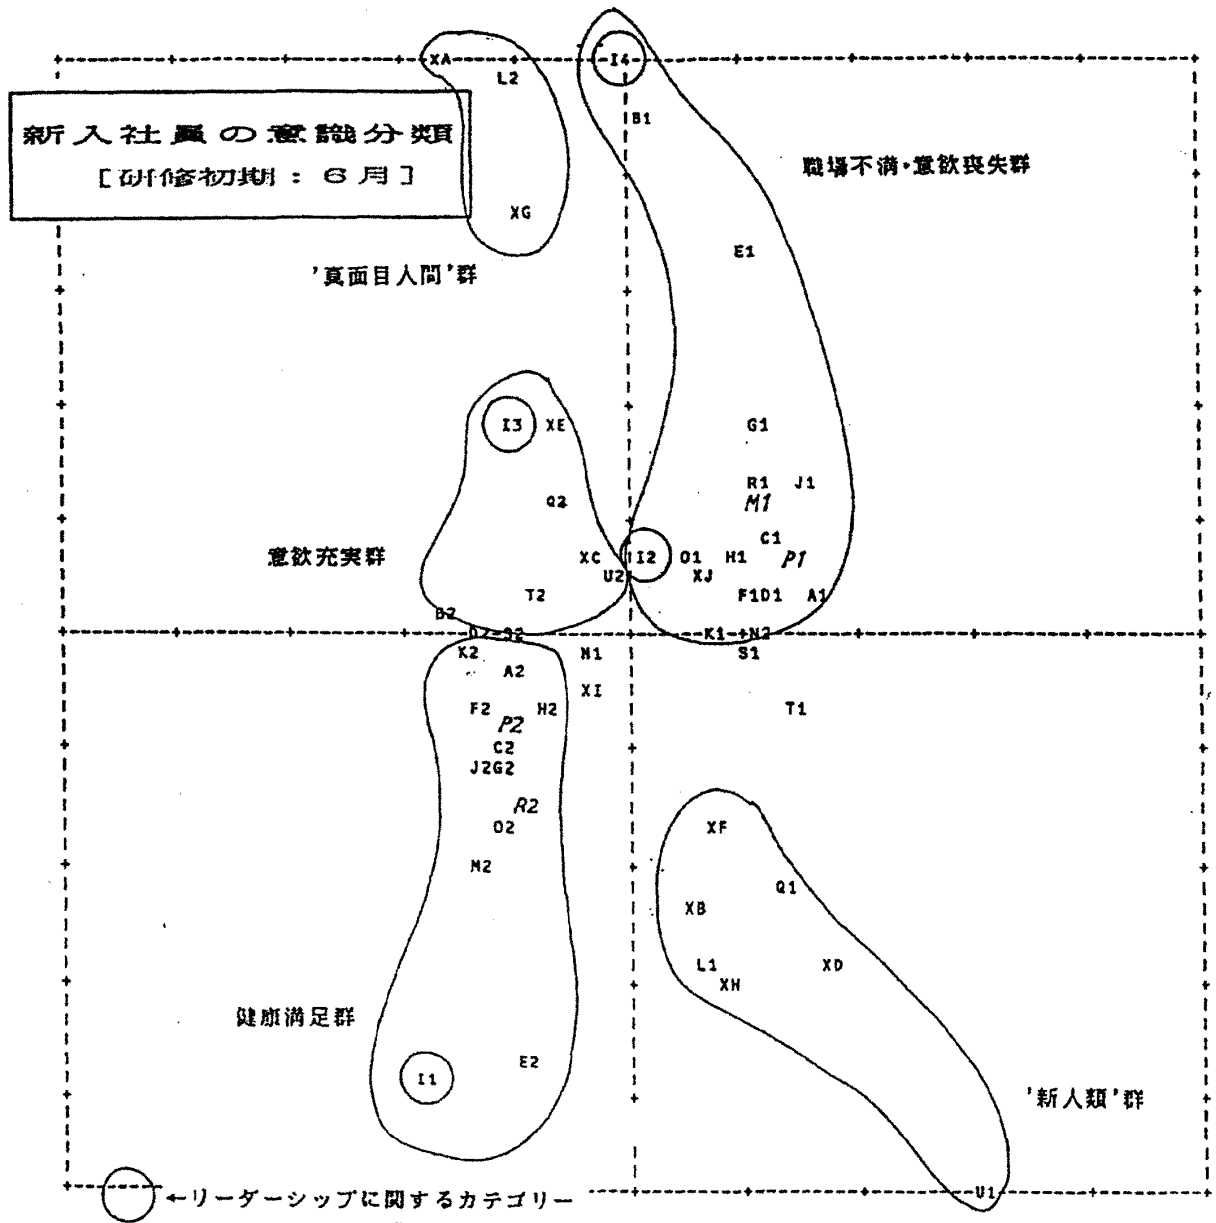 XA
I4
L2
新入社員の意識分類
B1
[研修初期:6月]
職場不満・意欲喪失群
XG
E1
'真面目人間'群
I3 XE
G1
R1 J1
Q2
M1
C1
意欲充実群
XC I2 O1 H1 P1
U2 XJ
T2 F1D1 A1
B2
D2-S2 K1 N2
K2 N1 S1
A2
XI
F2 H2 T1
P2
C2
J2G2
R2
O2 XF
M2
Q1
XB
L1 XD
XH
健康満足群
E2
I1
'新人類'群
←リーダーシップに関するカテゴリー
U1